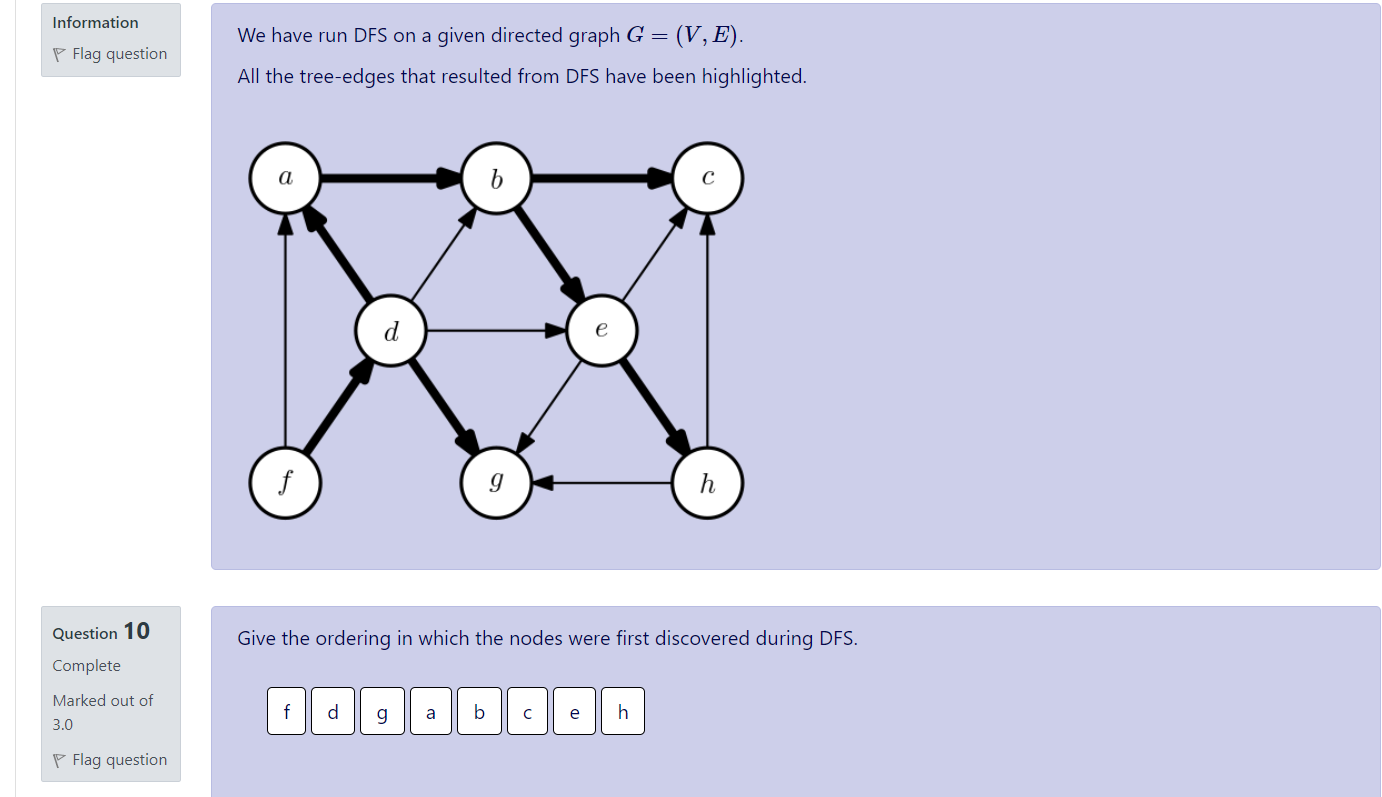 Information
Flag question
We have run DFS on a given directed graph G = (V, E).
All the tree-edges that resulted from DFS have been highlighted.
a b c
d e
f g h
Question 10
Complete
Marked out of
3.0
Flag question
Give the ordering in which the nodes were first discovered during DFS.
f d g a b c e h